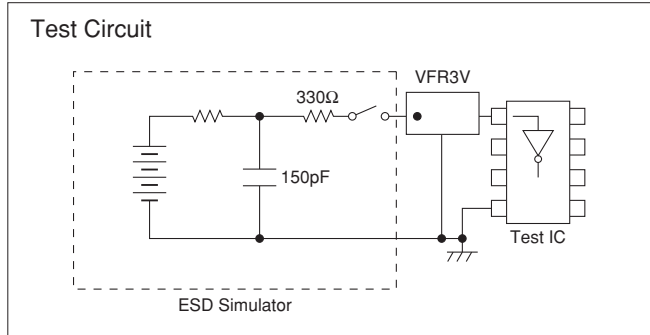 Test Circuit
VFR3V
330Ω
150pF
Test IC
ESD Simulator